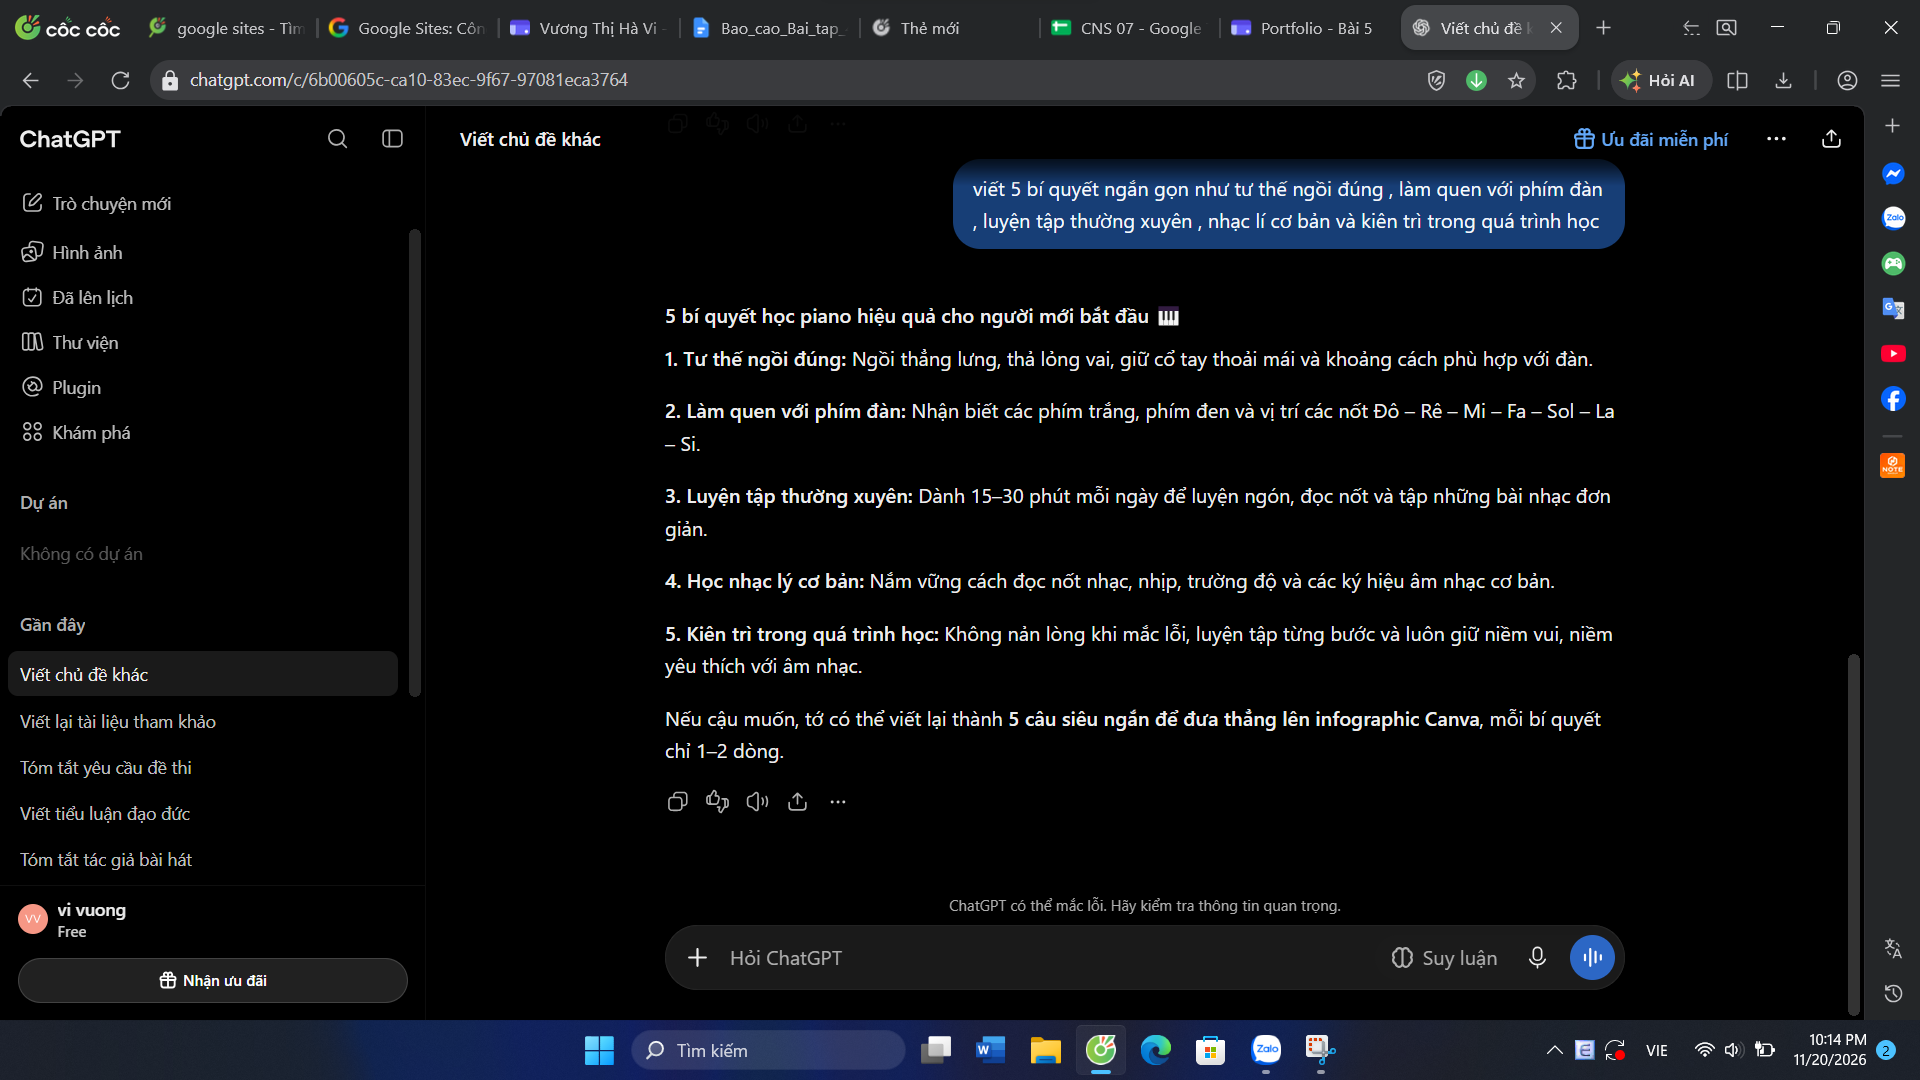 cốc cốc
google sites - Tìm
Google Sites: Côn
Vương Thị Hà Vi -
Bao_cao_Bai_tap_
Thẻ mới
CNS 07 - Google
Portfolio - Bài 5
Viết chủ đề k
chatgpt.com/c/6b00605c-ca10-83ec-9f67-97081eca3764
Hỏi AI
ChatGPT
Viết chủ đề khác
Ưu đãi miễn phí
Trò chuyện mới
Hình ảnh
Đã lên lịch
Thư viện
Plugin
Khám phá
Dự án
Không có dự án
Gần đây
Viết chủ đề khác
Viết lại tài liệu tham khảo
Tóm tắt yêu cầu đề thi
Viết tiểu luận đạo đức
Tóm tắt tác giả bài hát
VV
vi vuong
Free
Nhận ưu đãi
viết 5 bí quyết ngắn gọn như tư thế ngồi đúng , làm quen với phím đàn
, luyện tập thường xuyên , nhạc lí cơ bản và kiên trì trong quá trình học
5 bí quyết học piano hiệu quả cho người mới bắt đầu 🎹
1. Tư thế ngồi đúng: Ngồi thẳng lưng, thả lỏng vai, giữ cổ tay thoải mái và khoảng cách phù hợp với đàn.
2. Làm quen với phím đàn: Nhận biết các phím trắng, phím đen và vị trí các nốt Đô – Rê – Mi – Fa – Sol – La
– Si.
3. Luyện tập thường xuyên: Dành 15–30 phút mỗi ngày để luyện ngón, đọc nốt và tập những bài nhạc đơn
giản.
4. Học nhạc lý cơ bản: Nắm vững cách đọc nốt nhạc, nhịp, trường độ và các ký hiệu âm nhạc cơ bản.
5. Kiên trì trong quá trình học: Không nản lòng khi mắc lỗi, luyện tập từng bước và luôn giữ niềm vui, niềm
yêu thích với âm nhạc.
Nếu cậu muốn, tớ có thể viết lại thành 5 câu siêu ngắn để đưa thẳng lên infographic Canva, mỗi bí quyết
chỉ 1–2 dòng.
ChatGPT có thể mắc lỗi. Hãy kiểm tra thông tin quan trọng.
Hỏi ChatGPT
Suy luận
Zalo
NOTE
Tìm kiếm
Zalo
VIE
10:14 PM
11/20/2026
2